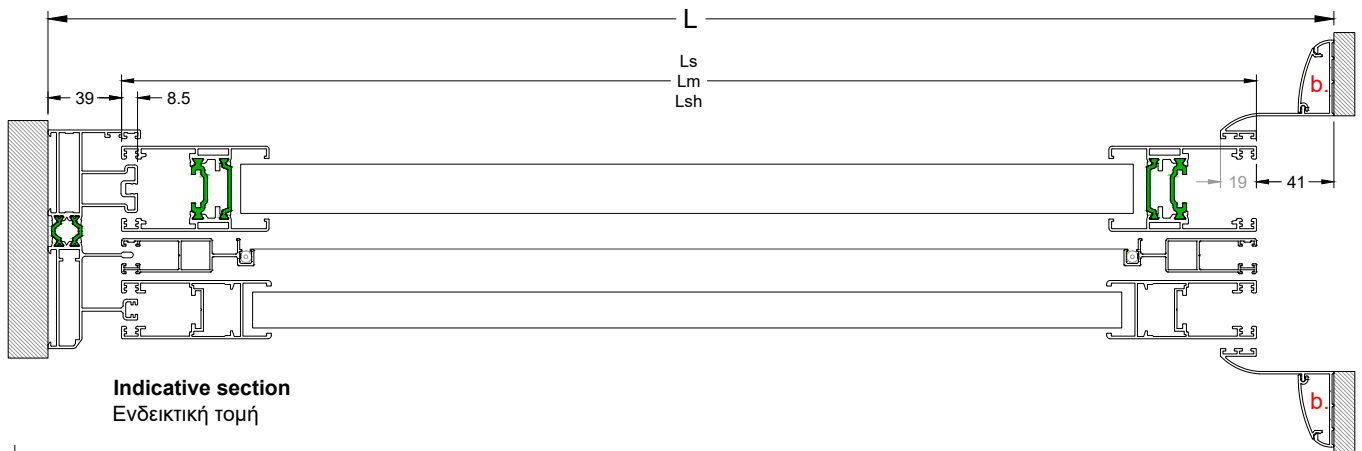 L
Ls
Lm
Lsh
39
8.5
b.
19
41
b.
Indicative section
Ενδεικτική τομή